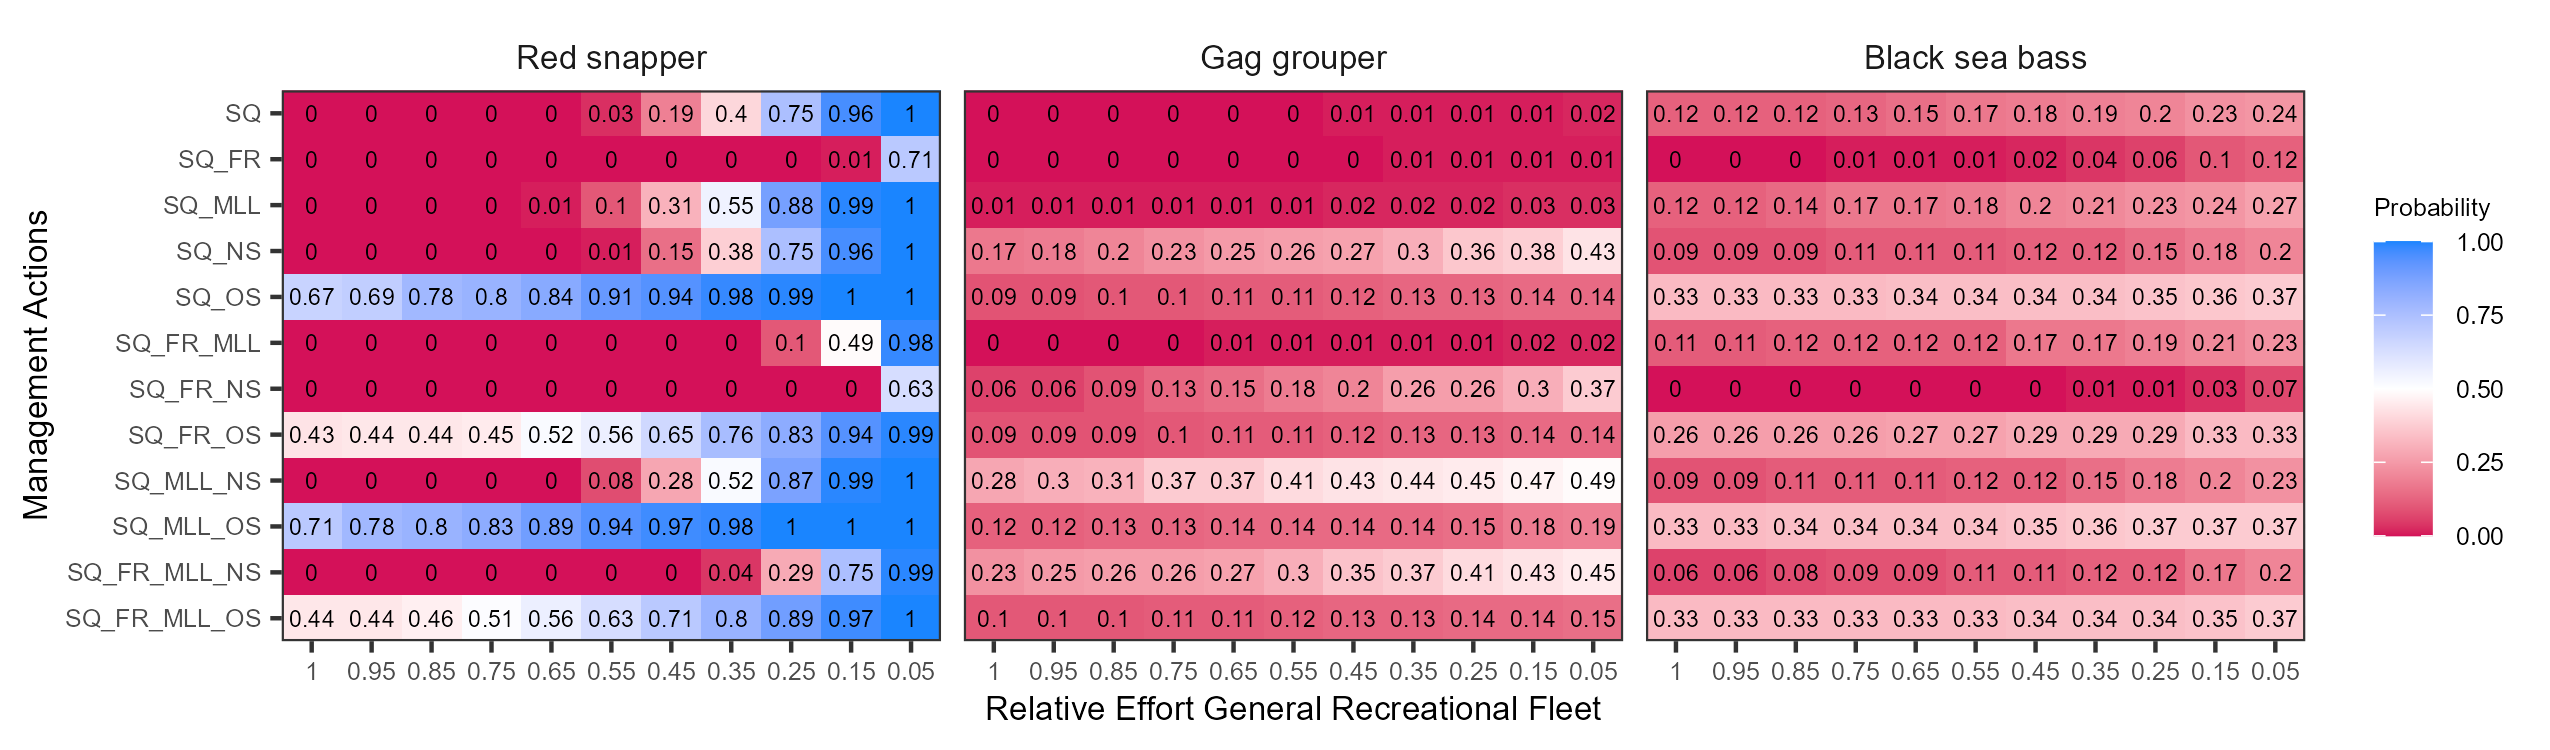 Red snapper Gag grouper Black sea bass
SQ 0 0 0 0 0 0.03 0.19 0.4 0.75 0.96 1 0 0 0 0 0 0 0.01 0.01 0.01 0.01 0.02 0.12 0.12 0.12 0.13 0.15 0.17 0.18 0.19 0.2 0.23 0.24
SQ_FR 0 0 0 0 0 0 0 0 0 0.01 0.71 0 0 0 0 0 0 0 0.01 0.01 0.01 0.01 0 0 0 0.01 0.01 0.01 0.02 0.04 0.06 0.1 0.12
SQ_MLL 0 0 0 0 0.01 0.1 0.31 0.55 0.88 0.99 1 0.01 0.01 0.01 0.01 0.01 0.01 0.02 0.02 0.02 0.03 0.03 0.12 0.12 0.14 0.17 0.17 0.18 0.2 0.21 0.23 0.24 0.27
SQ_NS 0 0 0 0 0 0.01 0.15 0.38 0.75 0.96 1 0.17 0.18 0.2 0.23 0.25 0.26 0.27 0.3 0.36 0.38 0.43 0.09 0.09 0.09 0.11 0.11 0.11 0.12 0.12 0.15 0.18 0.2
SQ_OS 0.67 0.69 0.78 0.8 0.84 0.91 0.94 0.98 0.99 1 1 0.09 0.09 0.1 0.1 0.11 0.11 0.12 0.13 0.13 0.14 0.14 0.33 0.33 0.33 0.33 0.34 0.34 0.34 0.34 0.35 0.36 0.37
SQ_FR_MLL 0 0 0 0 0 0 0 0 0.1 0.49 0.98 0 0 0 0 0.01 0.01 0.01 0.01 0.01 0.02 0.02 0.11 0.11 0.12 0.12 0.12 0.12 0.17 0.17 0.19 0.21 0.23
SQ_FR_NS 0 0 0 0 0 0 0 0 0 0 0.63 0.06 0.06 0.09 0.13 0.15 0.18 0.2 0.26 0.26 0.3 0.37 0 0 0 0 0 0 0 0.01 0.01 0.03 0.07
SQ_FR_OS 0.43 0.44 0.44 0.45 0.52 0.56 0.65 0.76 0.83 0.94 0.99 0.09 0.09 0.09 0.1 0.11 0.11 0.12 0.13 0.13 0.14 0.14 0.26 0.26 0.26 0.26 0.27 0.27 0.29 0.29 0.29 0.33 0.33
SQ_MLL_NS 0 0 0 0 0 0.08 0.28 0.52 0.87 0.99 1 0.28 0.3 0.31 0.37 0.37 0.41 0.43 0.44 0.45 0.47 0.49 0.09 0.09 0.11 0.11 0.11 0.12 0.12 0.15 0.18 0.2 0.23
SQ_MLL_OS 0.71 0.78 0.8 0.83 0.89 0.94 0.97 0.98 1 1 1 0.12 0.12 0.13 0.13 0.14 0.14 0.14 0.14 0.15 0.18 0.19 0.33 0.33 0.34 0.34 0.34 0.34 0.35 0.36 0.37 0.37 0.37
SQ_FR_MLL_NS 0 0 0 0 0 0 0 0.04 0.29 0.75 0.99 0.23 0.25 0.26 0.26 0.27 0.3 0.35 0.37 0.41 0.43 0.45 0.06 0.06 0.08 0.09 0.09 0.11 0.11 0.12 0.12 0.17 0.2
SQ_FR_MLL_OS 0.44 0.44 0.46 0.51 0.56 0.63 0.71 0.8 0.89 0.97 1 0.1 0.1 0.1 0.11 0.11 0.12 0.13 0.13 0.14 0.14 0.15 0.33 0.33 0.33 0.33 0.33 0.33 0.34 0.34 0.34 0.35 0.37
1 0.95 0.85 0.75 0.65 0.55 0.45 0.35 0.25 0.15 0.05 1 0.95 0.85 0.75 0.65 0.55 0.45 0.35 0.25 0.15 0.05 1 0.95 0.85 0.75 0.65 0.55 0.45 0.35 0.25 0.15 0.05
Relative Effort General Recreational Fleet
Management Actions
Probability
1.00
0.75
0.50
0.25
0.00